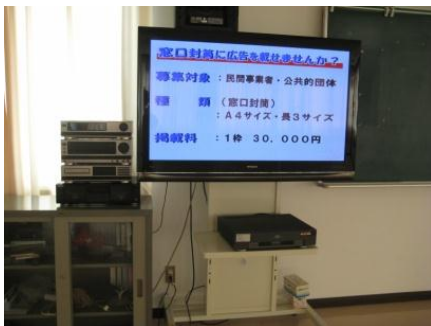 窓口封筒に広告を載せませんか？
募集対象：民間事業者・公共的団体
種　　類（窓口封筒）
：A4サイズ・長3サイズ
掲載料：1枠 30,000円